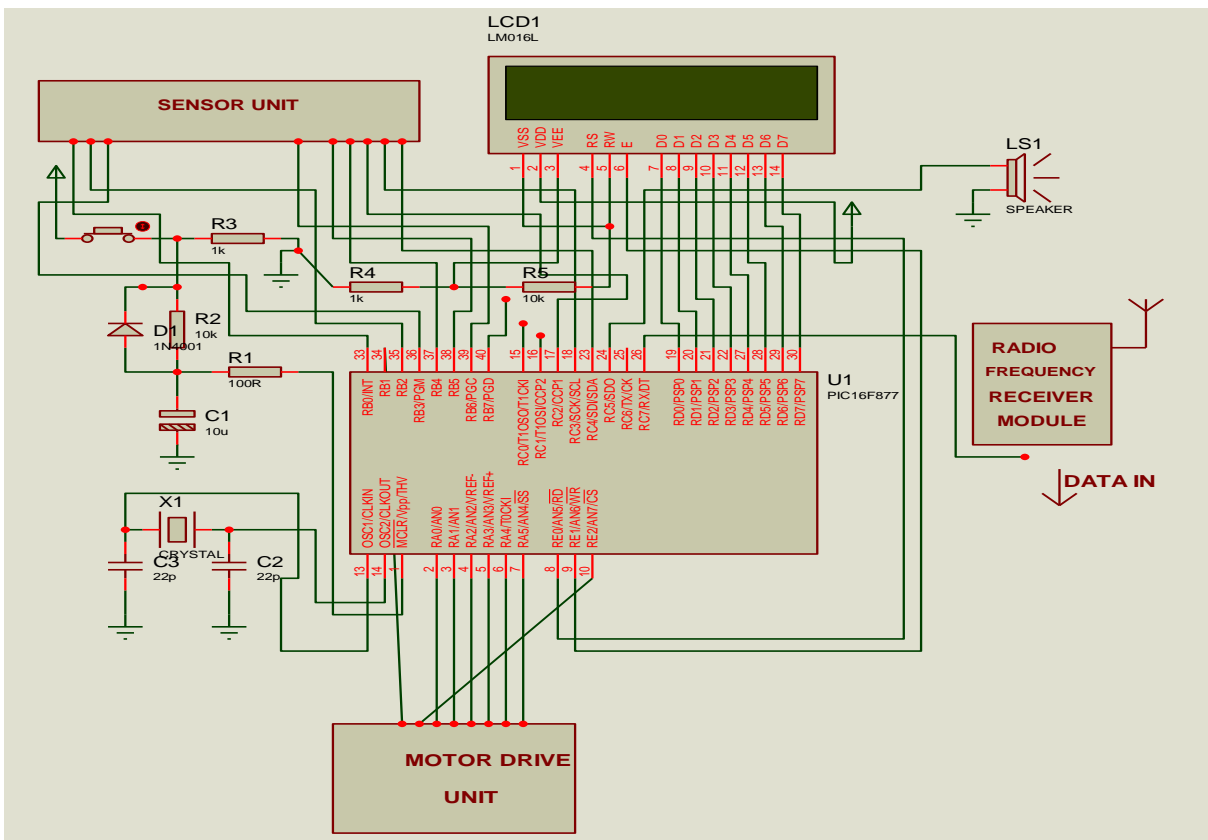 LCD1
LM016L
SENSOR UNIT
VSS
VDD
VEE
RS
RW
E
D0
D1
D2
D3
D4
D5
D6
D7
1
2
3
4
5
6
7
8
9
10
11
12
13
14
LS1
SPEAKER
R3
1k
R4
1k
R5
10k
D1
1N4001
R2
10k
R1
100R
C1
10u
33
34
35
36
37
38
39
40
15
16
17
18
23
24
25
26
19
20
21
22
27
28
29
30
U1
PIC16F877
RB0/INT
RB1
RB2
RB3/PGM
RB4
RB5
RB6/PGC
RB7/PGD
RC0/T1OSO/T1CKI
RC1/T1OSI/CCP2
RC2/CCP1
RC3/SCK/SCL
RC4/SDI/SDA
RC5/SDO
RC6/TX/CK
RC7/RX/DT
RD0/PSP0
RD1/PSP1
RD2/PSP2
RD3/PSP3
RD4/PSP4
RD5/PSP5
RD6/PSP6
RD7/PSP7
RADIO
FREQUENCY
RECEIVER
MODULE
DATA IN
X1
CRYSTAL
C3
22p
C2
22p
OSC1/CLKIN
OSC2/CLKOUT
MCLR/Vpp/THV
RA0/AN0
RA1/AN1
RA2/AN2/VREF-
RA3/AN3/VREF+
RA4/T0CKI
RA5/AN4/SS
RE0/AN5/RD
RE1/AN6/WR
RE2/AN7/CS
13
14
1
2
3
4
5
6
7
8
9
10
MOTOR DRIVE
UNIT